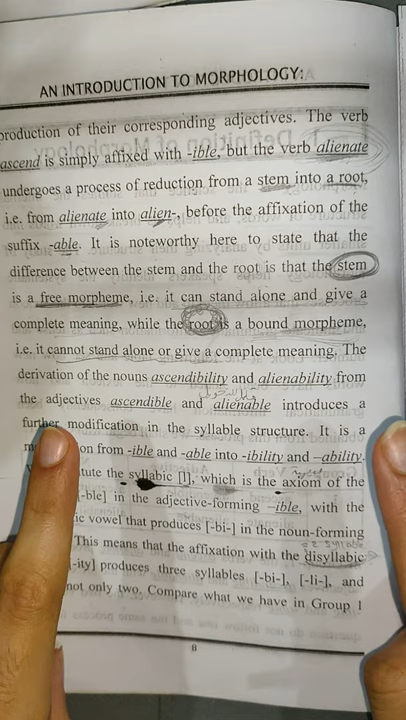 AN INTRODUCTION TO MORPHOLOGY:
production of their corresponding adjectives. The verb
ascend is simply affixed with -ible, but the verb alienate
undergoes a process of reduction from a stem into a root,
i.e. from alienate into alien-, before the affixation of the
suffix -able. It is noteworthy here to state that the
difference between the stem and the root is that the stem
is a free morpheme, i.e. it can stand alone and give a
complete meaning, while the root is a bound morpheme,
i.e. it cannot stand alone or give a complete meaning. The
derivation of the nouns ascendibility and alienability from
the adjectives ascendible and alienable introduces a
further modification in the syllable structure. It is a
on from -ible and -able into -ibility and –ability.
tute the syllabic [l], which is the axiom of the
[-ble] in the adjective-forming –ible, with the
vowel that produces [-bi-] in the noun-forming
This means that the affixation with the disyllabic
[-ity] produces three syllables [-bi-], [-li-], and
not only two. Compare what we have in Group 1
8